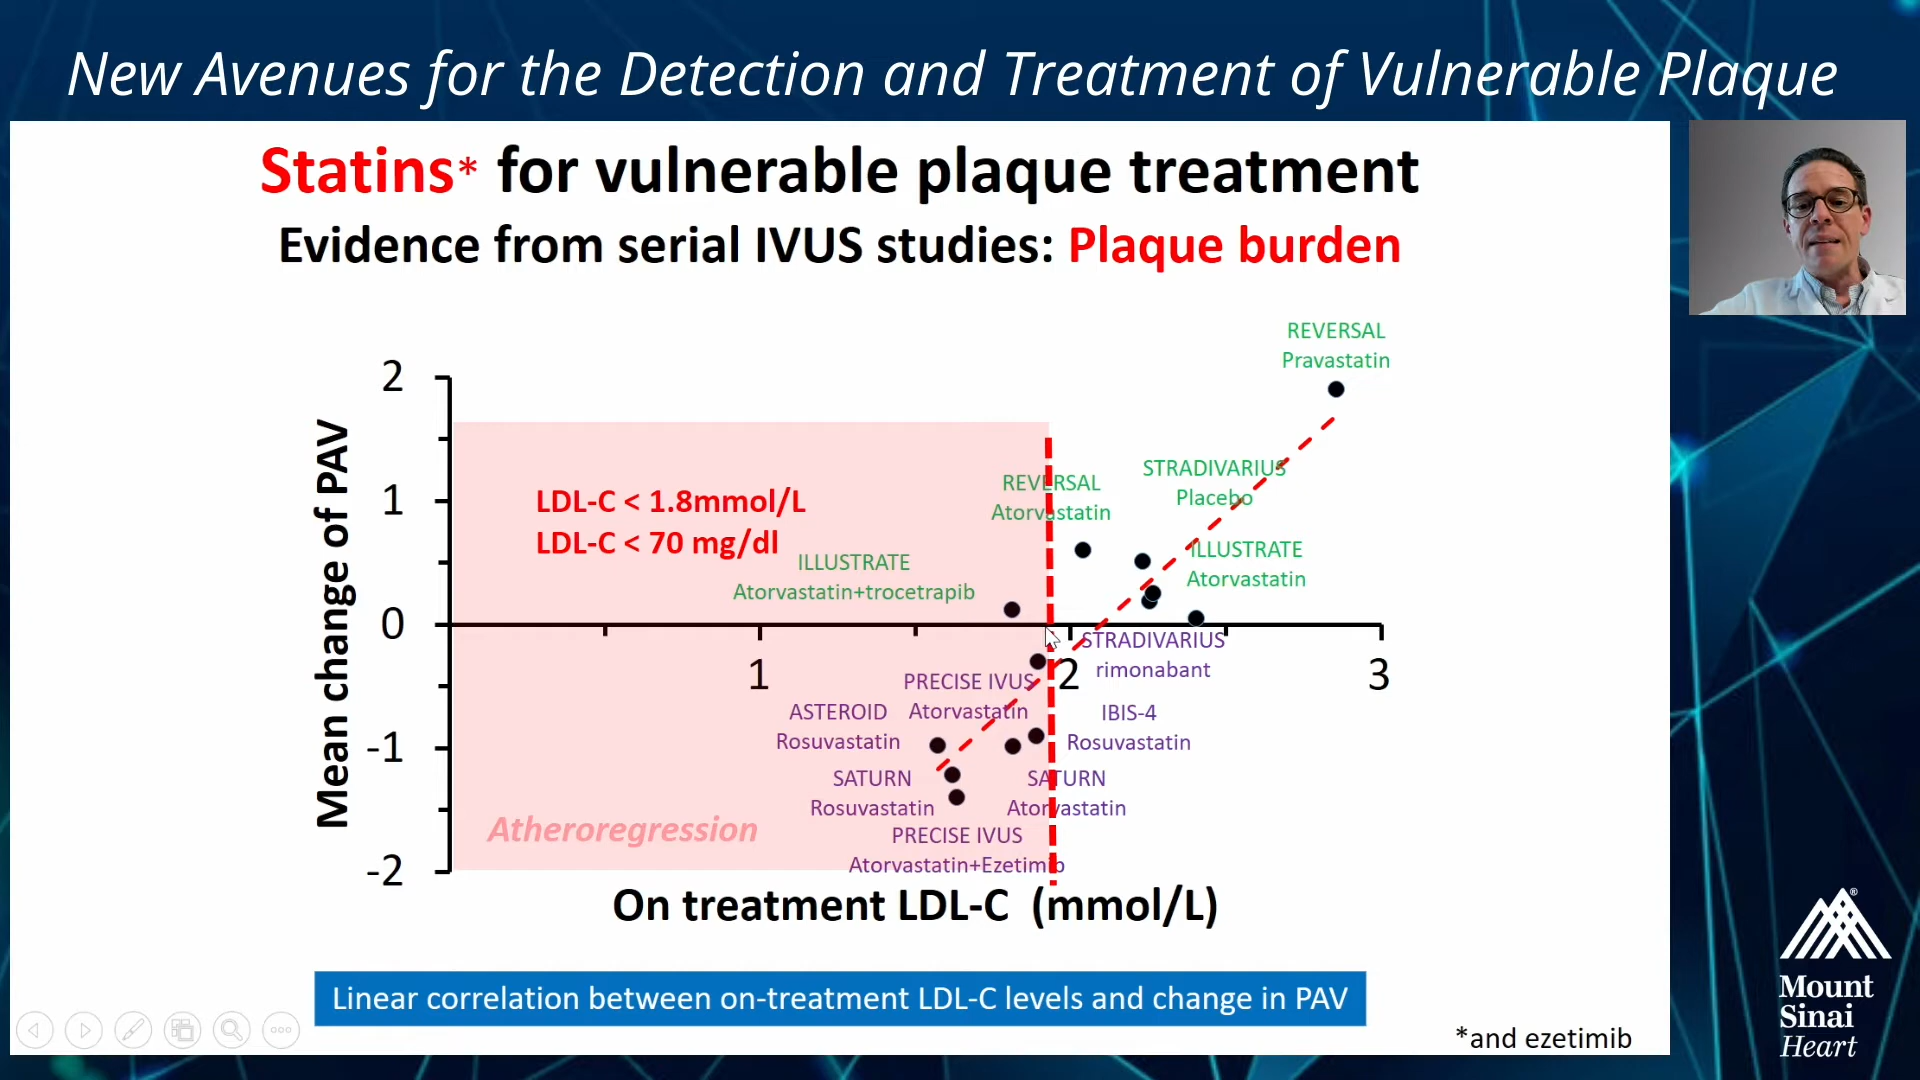 New Avenues for the Detection and Treatment of Vulnerable Plaque
Statins* for vulnerable plaque treatment
Evidence from serial IVUS studies: Plaque burden
REVERSAL
Pravastatin
2
1
0
-1
-2
Mean change of PAV
LDL-C < 1.8mmol/L
LDL-C < 70 mg/dl
REVERSAL
Atorvastatin
STRADIVARIUS
Placebo
ILLUSTRATE
Atorvastatin+trocetrapib
ILLUSTRATE
Atorvastatin
1
2
3
STRADIVARIUS
rimonabant
PRECISE IVUS
Atorvastatin
ASTEROID
Rosuvastatin
IBIS-4
Rosuvastatin
SATURN
Rosuvastatin
SATURN
Atorvastatin
PRECISE IVUS
Atorvastatin+Ezetimib
Atheroregression
On treatment LDL-C (mmol/L)
Linear correlation between on-treatment LDL-C levels and change in PAV
*and ezetimib
®
Mount
Sinai
Heart